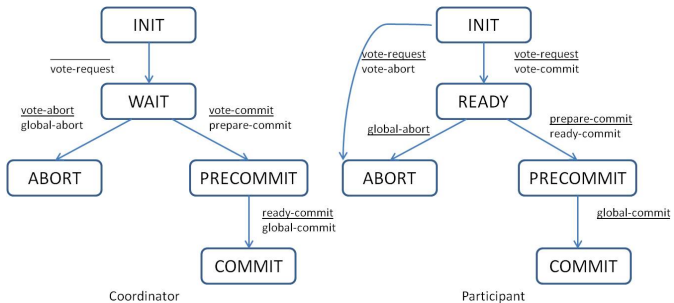 INIT
vote-request
WAIT
vote-abort
global-abort
vote-commit
prepare-commit
ABORT
PRECOMMIT
ready-commit
global-commit
COMMIT
Coordinator
INIT
vote-request
vote-abort
vote-request
vote-commit
READY
global-abort
prepare-commit
ready-commit
ABORT
PRECOMMIT
global-commit
COMMIT
Participant